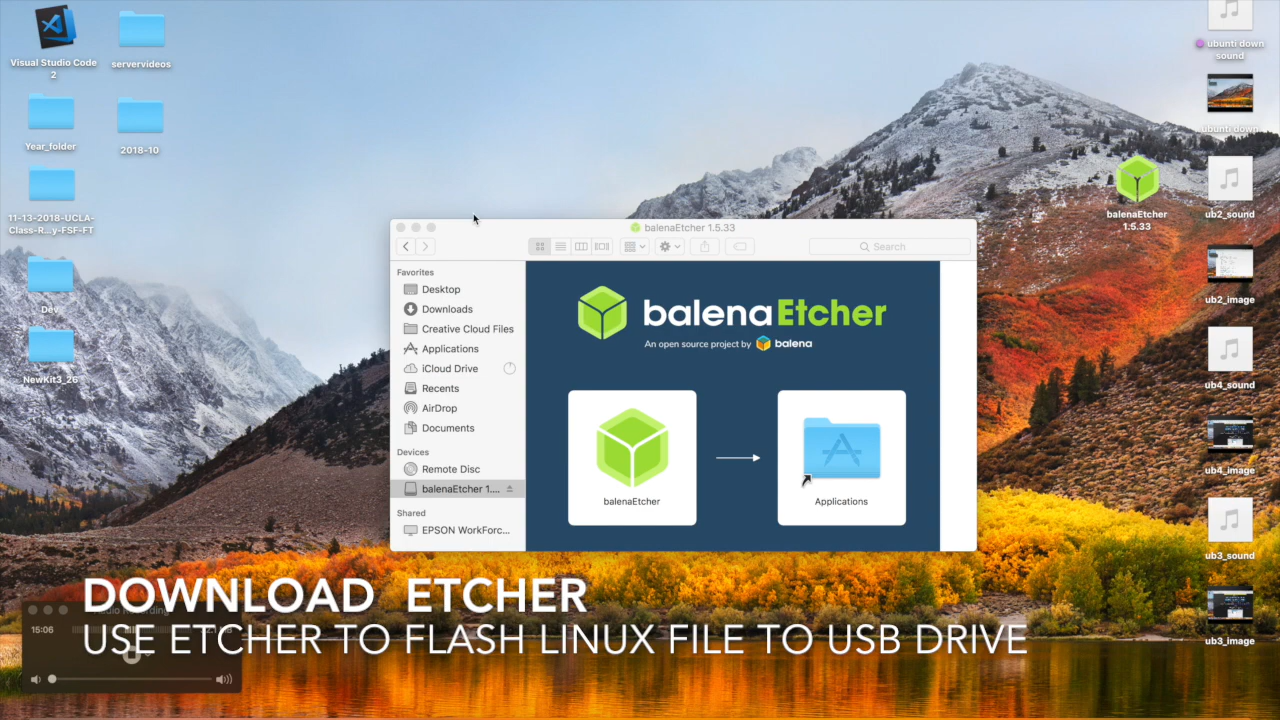 Visual Studio Code
2
servervideos
Year_folder
2018-10
11-13-2018-UCLA-
Class-R...y-FSF-FT
Dev
NewKit3_26
balenaEtcher 1.5.33
Search
Favorites
Desktop
Downloads
Creative Cloud Files
Applications
iCloud Drive
Recents
AirDrop
Documents
Devices
Remote Disc
balenaEtcher 1....
Shared
EPSON WorkForc...
balenaEtcher
An open source project by balena
balenaEtcher
Applications
ubunti down
sound
ubunti down
balenaEtcher
1.5.33
ub2_sound
ub2_image
ub4_sound
ub4_image
ub3_sound
ub3_image
DOWNLOAD ETCHER
15:06
USE ETCHER TO FLASH LINUX FILE TO USB DRIVE